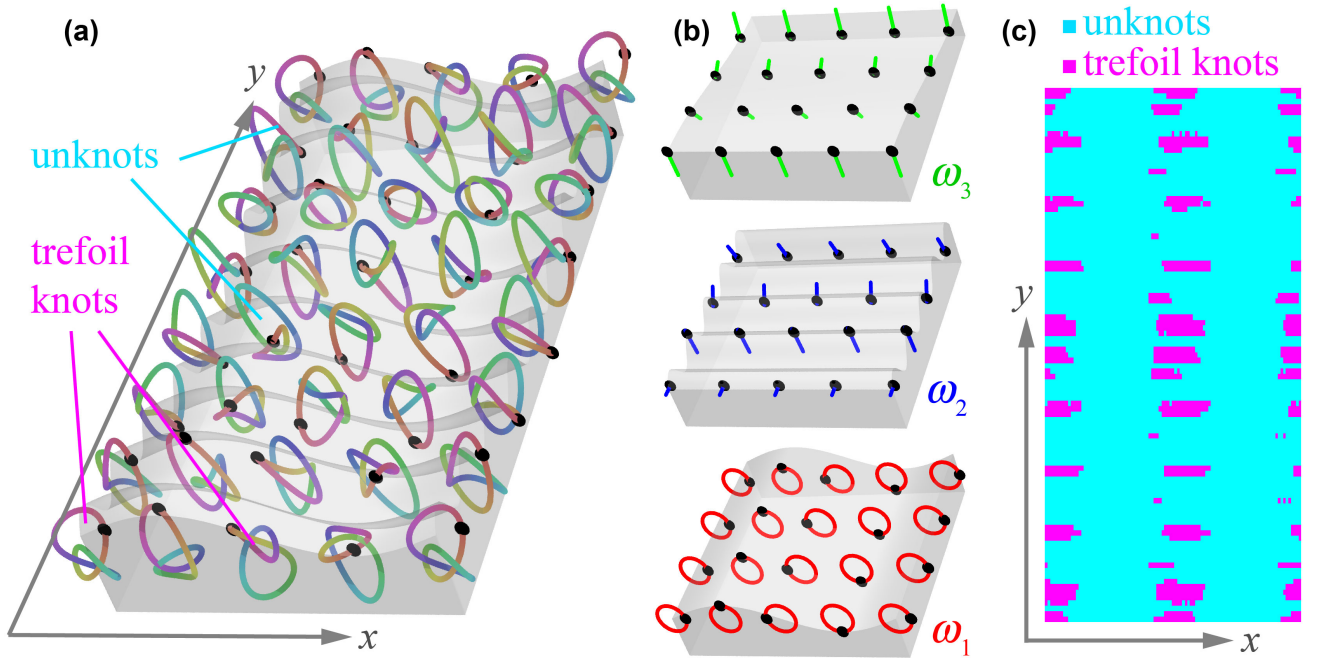 (a)
y
unknots
trefoil
knots
x
(b)
ω3
ω2
ω1
(c)
unknots
trefoil knots
y
x